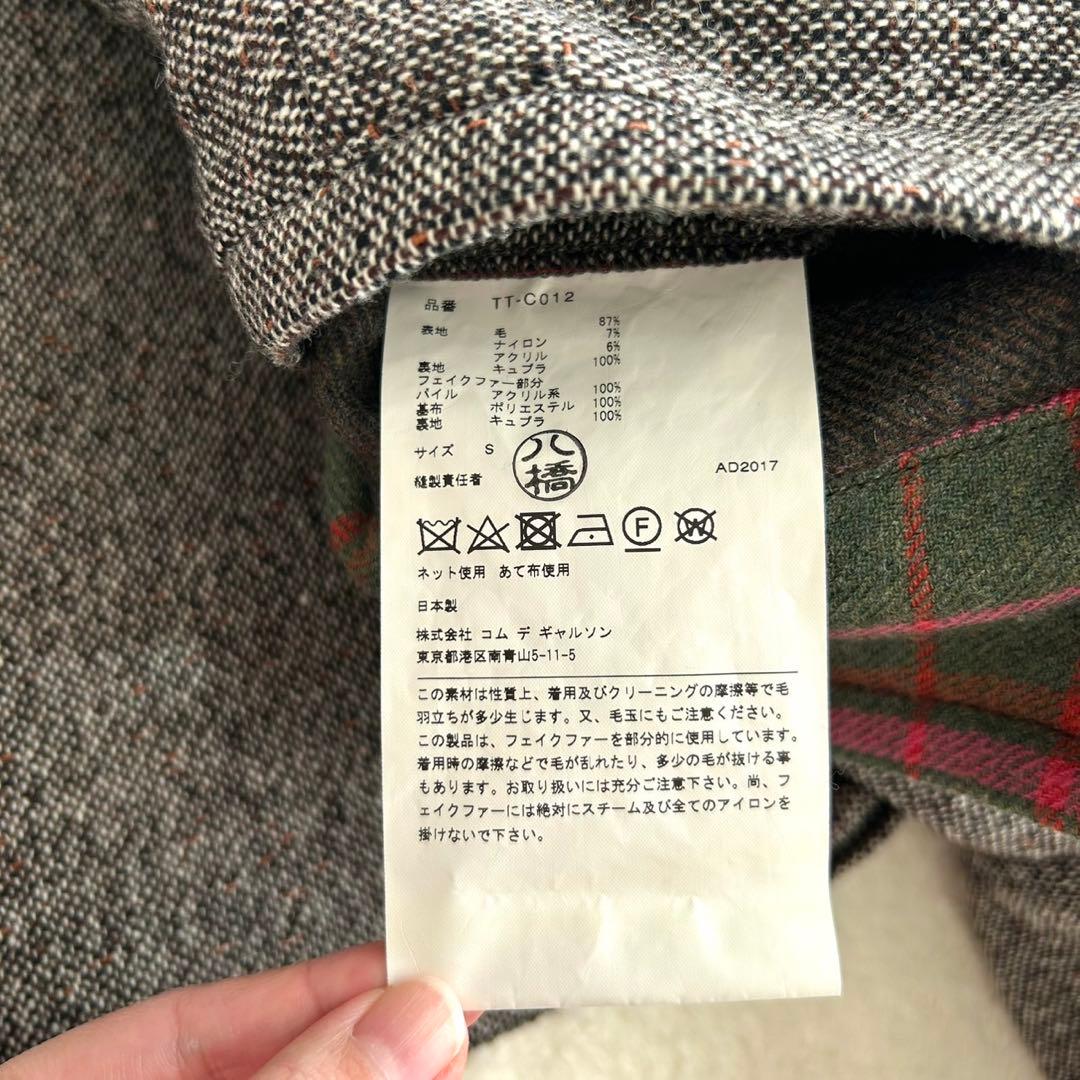 品番 TT-C012
表地 毛 87%
ナイロン 7%
アクリル 6%
裏地 キュプラ 100%
フェイクファー部分
パイル アクリル系 100%
基布 ポリエステル 100%
裏地 キュプラ 100%
サイズ S
縫製責任者 八橋
AD2017
F W
ネット使用 あて布使用
日本製
株式会社 コム デ ギャルソン
東京都港区南青山5-11-5
この素材は性質上、着用及びクリーニングの摩擦等で毛
羽立ちが多少生じます。又、毛玉にもご注意ください。
この製品は、フェイクファーを部分的に使用しています。
着用時の摩擦などで毛が乱れたり、多少の毛が抜ける事
もあります。お取り扱いには充分ご注意下さい。尚、フ
ェイクファーには絶対にスチーム及び全てのアイロンを
掛けないで下さい。